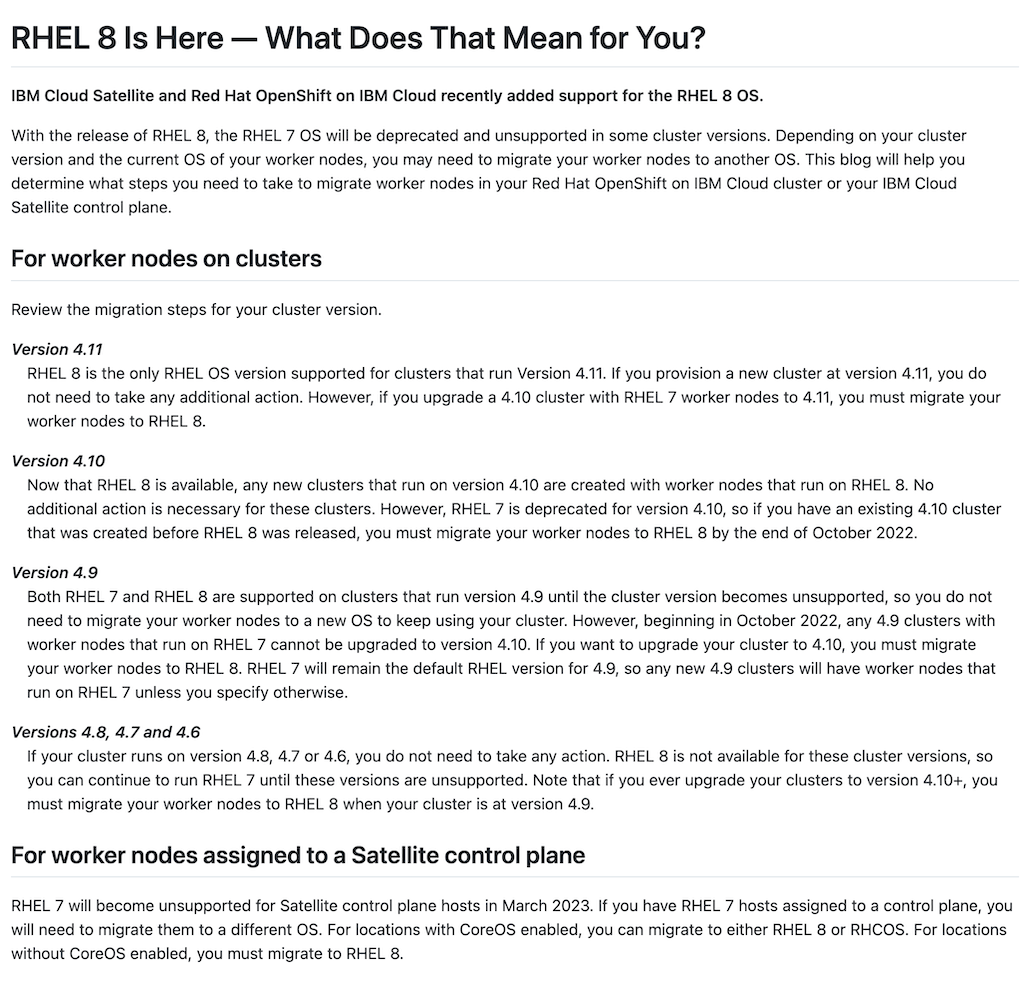 RHEL 8 Is Here — What Does That Mean for You?
IBM Cloud Satellite and Red Hat OpenShift on IBM Cloud recently added support for the RHEL 8 OS.
With the release of RHEL 8, the RHEL 7 OS will be deprecated and unsupported in some cluster versions. Depending on your cluster
version and the current OS of your worker nodes, you may need to migrate your worker nodes to another OS. This blog will help you
determine what steps you need to take to migrate worker nodes in your Red Hat OpenShift on IBM Cloud cluster or your IBM Cloud
Satellite control plane.
For worker nodes on clusters
Review the migration steps for your cluster version.
Version 4.11
RHEL 8 is the only RHEL OS version supported for clusters that run Version 4.11. If you provision a new cluster at version 4.11, you do
not need to take any additional action. However, if you upgrade a 4.10 cluster with RHEL 7 worker nodes to 4.11, you must migrate your
worker nodes to RHEL 8.
Version 4.10
Now that RHEL 8 is available, any new clusters that run on version 4.10 are created with worker nodes that run on RHEL 8. No
additional action is necessary for these clusters. However, RHEL 7 is deprecated for version 4.10, so if you have an existing 4.10 cluster
that was created before RHEL 8 was released, you must migrate your worker nodes to RHEL 8 by the end of October 2022.
Version 4.9
Both RHEL 7 and RHEL 8 are supported on clusters that run version 4.9 until the cluster version becomes unsupported, so you do not
need to migrate your worker nodes to a new OS to keep using your cluster. However, beginning in October 2022, any 4.9 clusters with
worker nodes that run on RHEL 7 cannot be upgraded to version 4.10. If you want to upgrade your cluster to 4.10, you must migrate
your worker nodes to RHEL 8. RHEL 7 will remain the default RHEL version for 4.9, so any new 4.9 clusters will have worker nodes that
run on RHEL 7 unless you specify otherwise.
Versions 4.8, 4.7 and 4.6
If your cluster runs on version 4.8, 4.7 or 4.6, you do not need to take any action. RHEL 8 is not available for these cluster versions, so
you can continue to run RHEL 7 until these versions are unsupported. Note that if you ever upgrade your clusters to version 4.10+, you
must migrate your worker nodes to RHEL 8 when your cluster is at version 4.9.
For worker nodes assigned to a Satellite control plane
RHEL 7 will become unsupported for Satellite control plane hosts in March 2023. If you have RHEL 7 hosts assigned to a control plane, you
will need to migrate them to a different OS. For locations with CoreOS enabled, you can migrate to either RHEL 8 or RHCOS. For locations
without CoreOS enabled, you must migrate to RHEL 8.